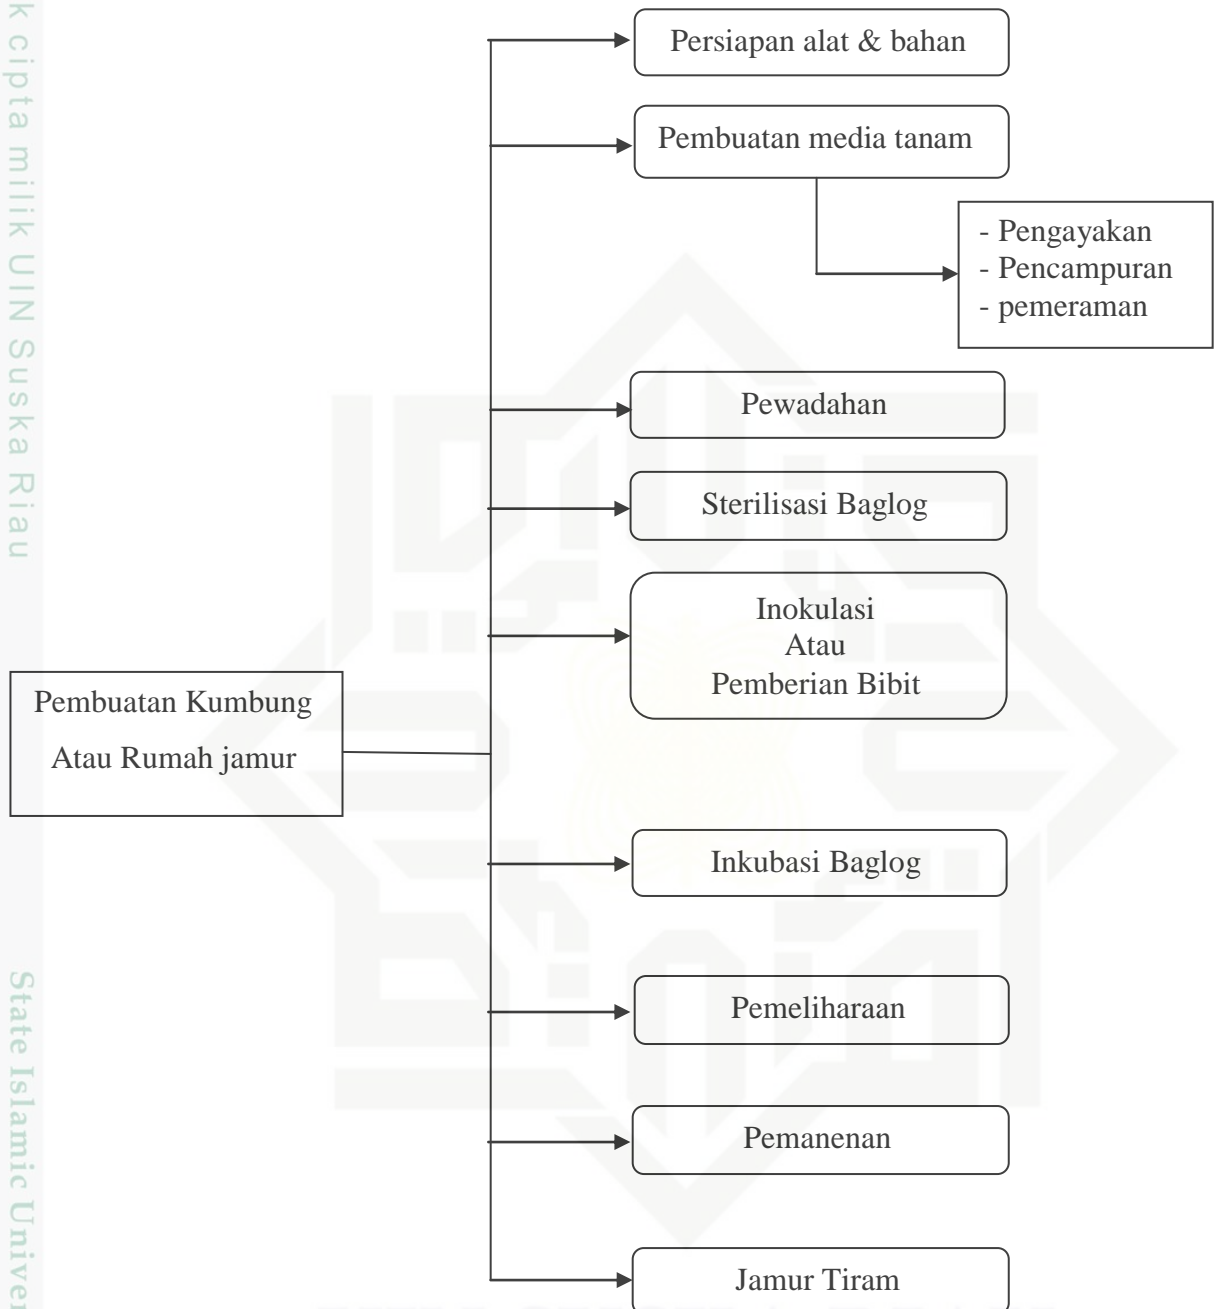 Persiapan alat & bahan
Pembuatan media tanam
- Pengayakan
- Pencampuran
- pemeraman
Pewadahan
Sterilisasi Baglog
Inokulasi
Atau
Pemberian Bibit
Pembuatan Kumbung
Atau Rumah jamur
Inkubasi Baglog
Pemeliharaan
Pemanenan
Jamur Tiram
k cipta milik UIN Suska Riau
State Islamic